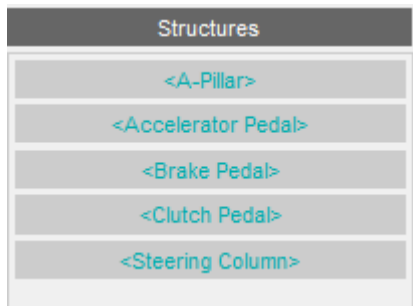 Structures
<A-Pillar>
<Accelerator Pedal>
<Brake Pedal>
<Clutch Pedal>
<Steering Column>